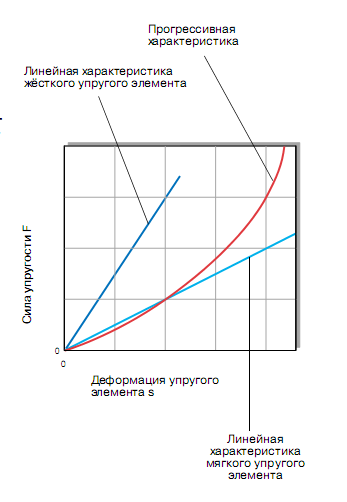 Прогрессивная
характеристика
Линейная характеристика
жёсткого упругого элемента
Сила упругости F
0
0
Деформация упругого
элемента s
Линейная
характеристика
мягкого упругого
элемента